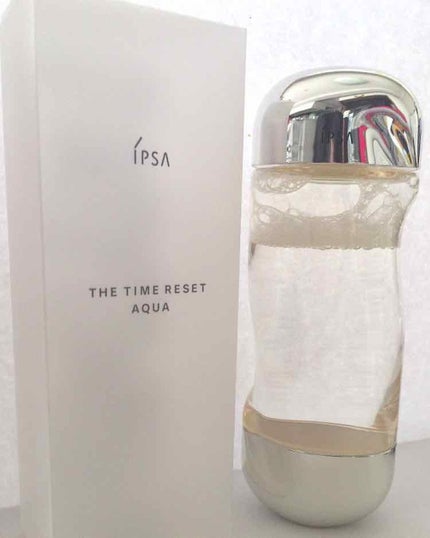 ÍPSA
THE TIME RESET
AQUA